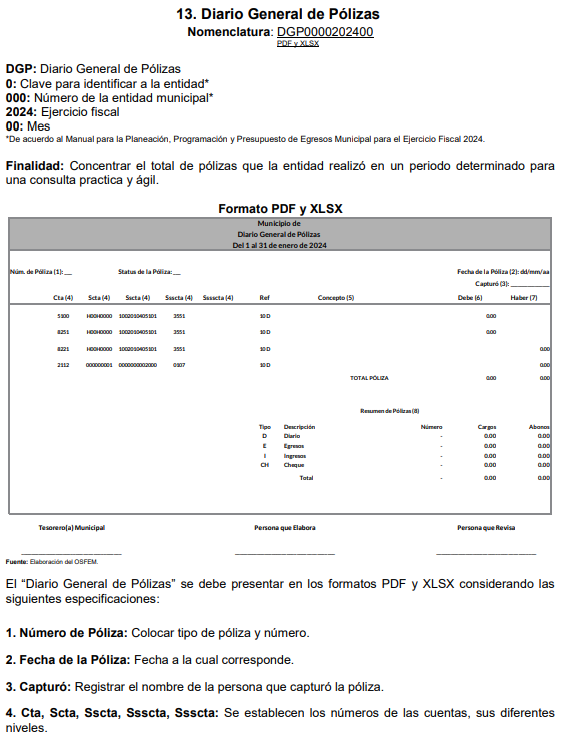 13. Diario General de Pólizas
Nomenclatura: DGP0000202400
PDF y XLSX
DGP: Diario General de Pólizas
0: Clave para identificar a la entidad*
000: Número de la entidad municipal*
2024: Ejercicio fiscal
00: Mes
*De acuerdo al Manual para la Planeación, Programación y Presupuesto de Egresos Municipal para el Ejercicio Fiscal 2024.
Finalidad: Concentrar el total de pólizas que la entidad realizó en un periodo determinado para
una consulta practica y ágil.
Formato PDF y XLSX
Municipio de
Diario General de Pólizas
Del 1 al 31 de enero de 2024
Núm. de Póliza (1): __ Status de la Póliza: __ Fecha de la Póliza (2): dd/mm/aa
Capturó (3): __________
Cta (4) Scta (4) Sscta (4) Ssscta (4) Sssscta (4) Ref Concepto (5) Debe (6) Haber (7)
5100 H00H0000 1002010405101 3551 10 D 0.00
8251 H00H0000 1002010405101 3551 10 D 0.00
8221 H00H0000 1002010405101 3551 10 D 0.00
2112 000000001 0000000002000 0107 10 D 0.00
TOTAL PÓLIZA 0.00 0.00
Resumen de Pólizas (8)
Tipo Descripción Número Cargos Abonos
D Diario - 0.00 0.00
E Egresos - 0.00 0.00
I Ingresos - 0.00 0.00
CH Cheque - 0.00 0.00
Total - 0.00 0.00
Tesorero(a) Municipal Persona que Elabora Persona que Revisa
Fuente: Elaboración del OSFEM.
El “Diario General de Pólizas” se debe presentar en los formatos PDF y XLSX considerando las
siguientes especificaciones:
1. Número de Póliza: Colocar tipo de póliza y número.
2. Fecha de la Póliza: Fecha a la cual corresponde.
3. Capturó: Registrar el nombre de la persona que capturó la póliza.
4. Cta, Scta, Sscta, Ssscta, Ssscta: Se establecen los números de las cuentas, sus diferentes
niveles.